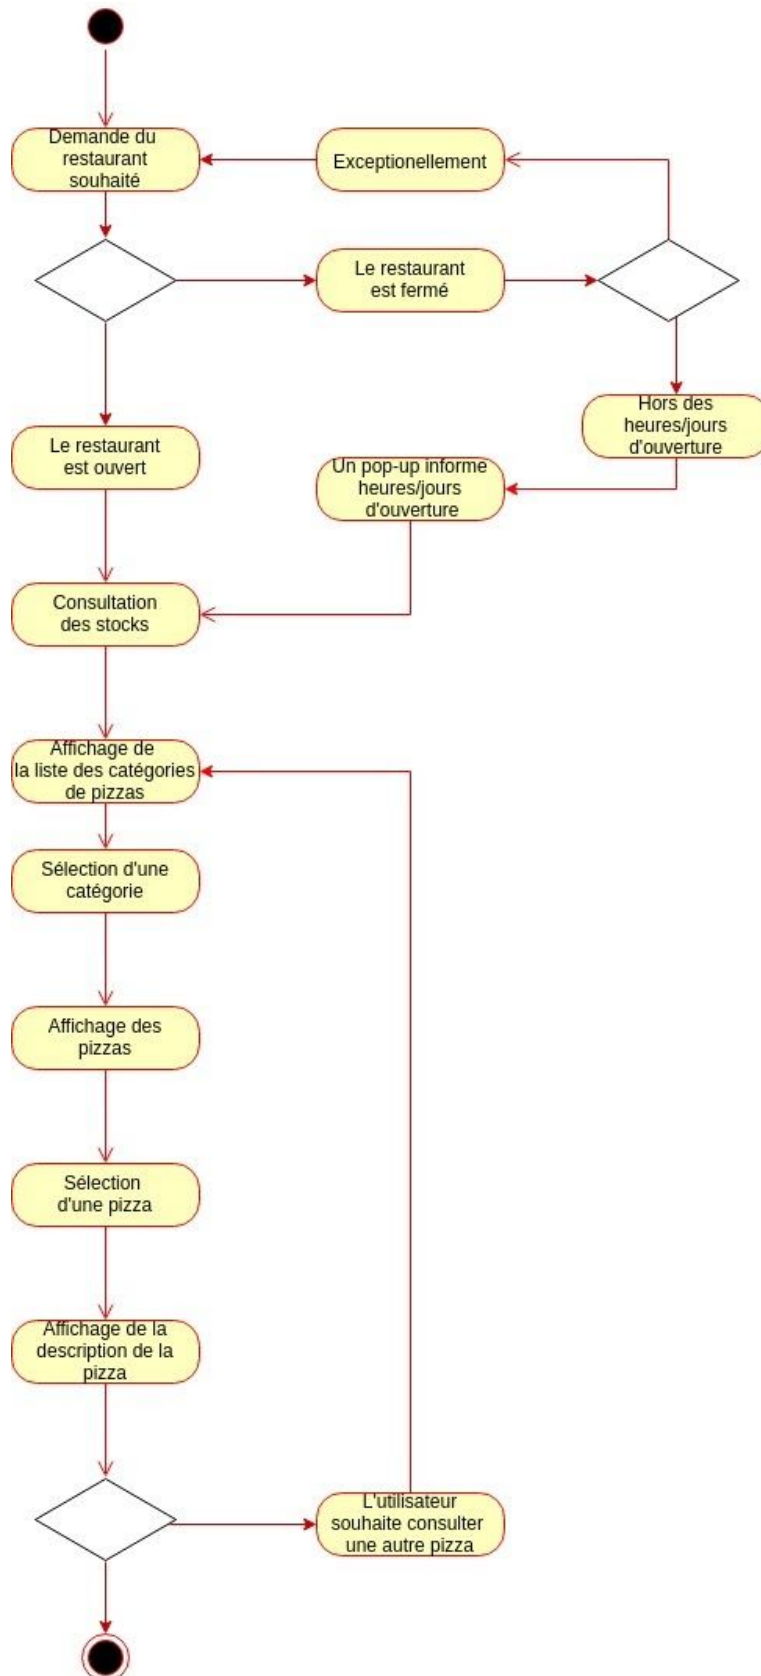 Demande du
restaurant
souhaité
Exceptionellement
Le restaurant
est fermé
Hors des
heures/jours
d'ouverture
Le restaurant
est ouvert
Un pop-up informe
heures/jours
d'ouverture
Consultation
des stocks
Affichage de
la liste des catégories
de pizzas
Sélection d'une
catégorie
Affichage des
pizzas
Sélection
d'une pizza
Affichage de la
description de la
pizza
L'utilisateur
souhaite consulter
une autre pizza